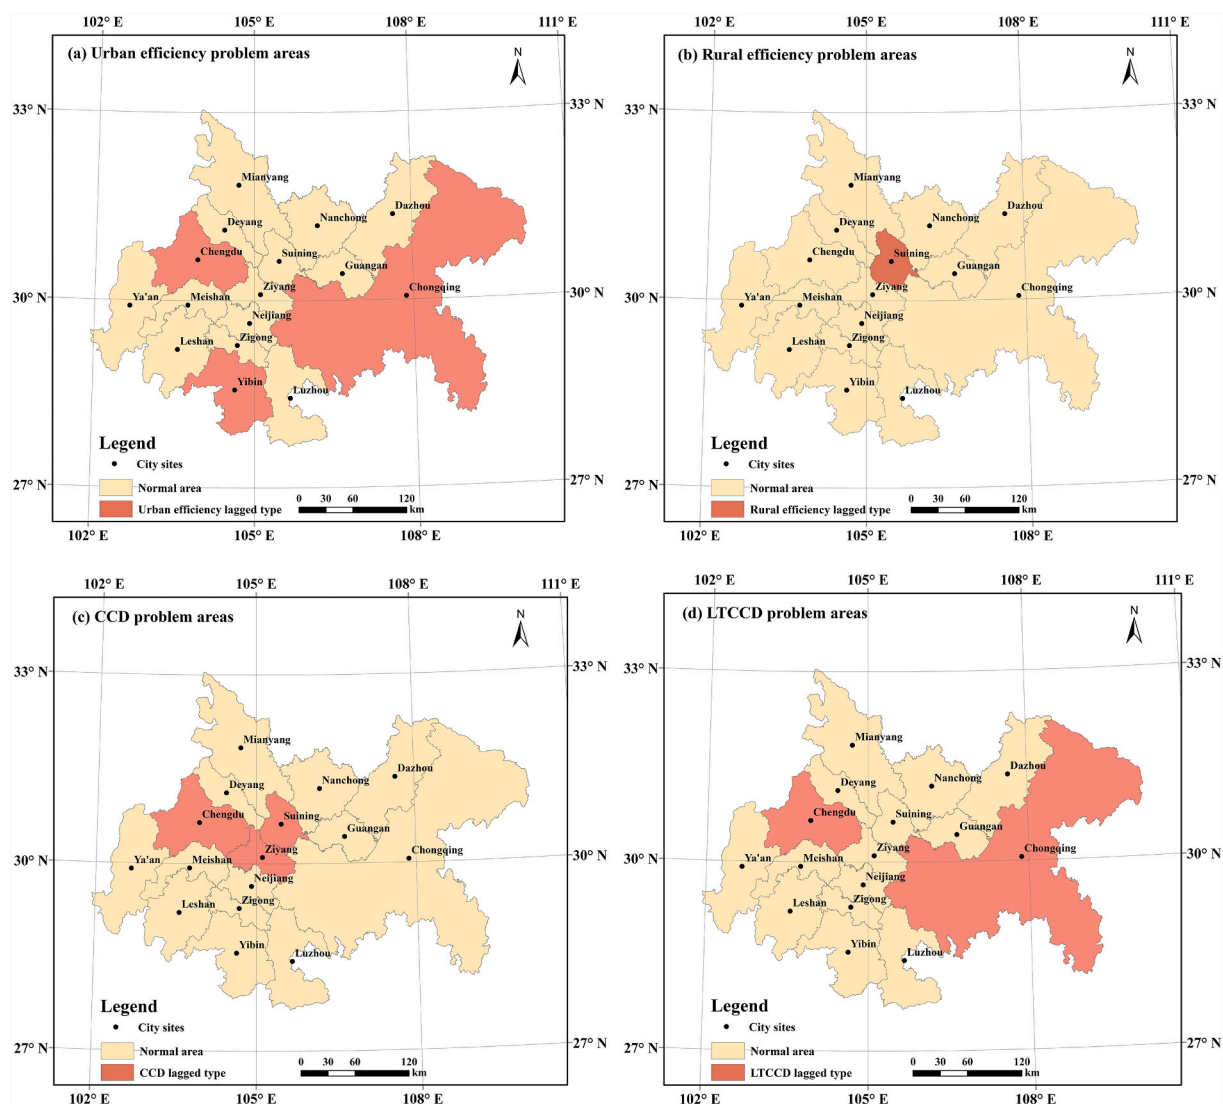 102° E 105° E 108° E 111° E
(a) Urban efficiency problem areas
N
33° N 33° N
Mianyang
Dazhou
Nanchong
Deyang
Chengdu
Suining
Guangan
Ziyang
Chongqing
30° N 30° N
Ya'an
Meishan
Neijiang
Leshan
Zigong
Yibin
Luzhou
Legend
City sites
Normal area
Urban efficiency lagged type
0 30 60 120
km
27° N 27° N
102° E 105° E 108° E
102° E 105° E 108° E 111° E
(b) Rural efficiency problem areas
N
33° N
Mianyang
Dazhou
Nanchong
Deyang
Chengdu
Suining
Guangan
Ziyang
Chongqing
30° N
Ya'an
Meishan
Neijiang
Leshan
Zigong
Yibin
Luzhou
Legend
City sites
Normal area
Rural efficiency lagged type
0 30 60 120
km
27° N
102° E 105° E 108° E
102° E 105° E 108° E
(c) CCD problem areas
N
33° N 33° N
Mianyang
Dazhou
Nanchong
Deyang
Chengdu
Suining
Guangan
Ziyang
Chongqing
30° N 30° N
Ya'an
Meishan
Neijiang
Leshan
Zigong
Yibin
Luzhou
Legend
City sites
Normal area
CCD lagged type
0 30 60 120
km
27° N 27° N
102° E 105° E 108° E
102° E 105° E 108° E 111° E
(d) LTCCD problem areas
N
33° N
Mianyang
Dazhou
Nanchong
Deyang
Chengdu
Suining
Guangan
Ziyang
Chongqing
30° N
Ya'an
Meishan
Neijiang
Leshan
Zigong
Yibin
Luzhou
Legend
City sites
Normal area
LTCCD lagged type
0 30 60 120
km
27° N
102° E 105° E 108° E